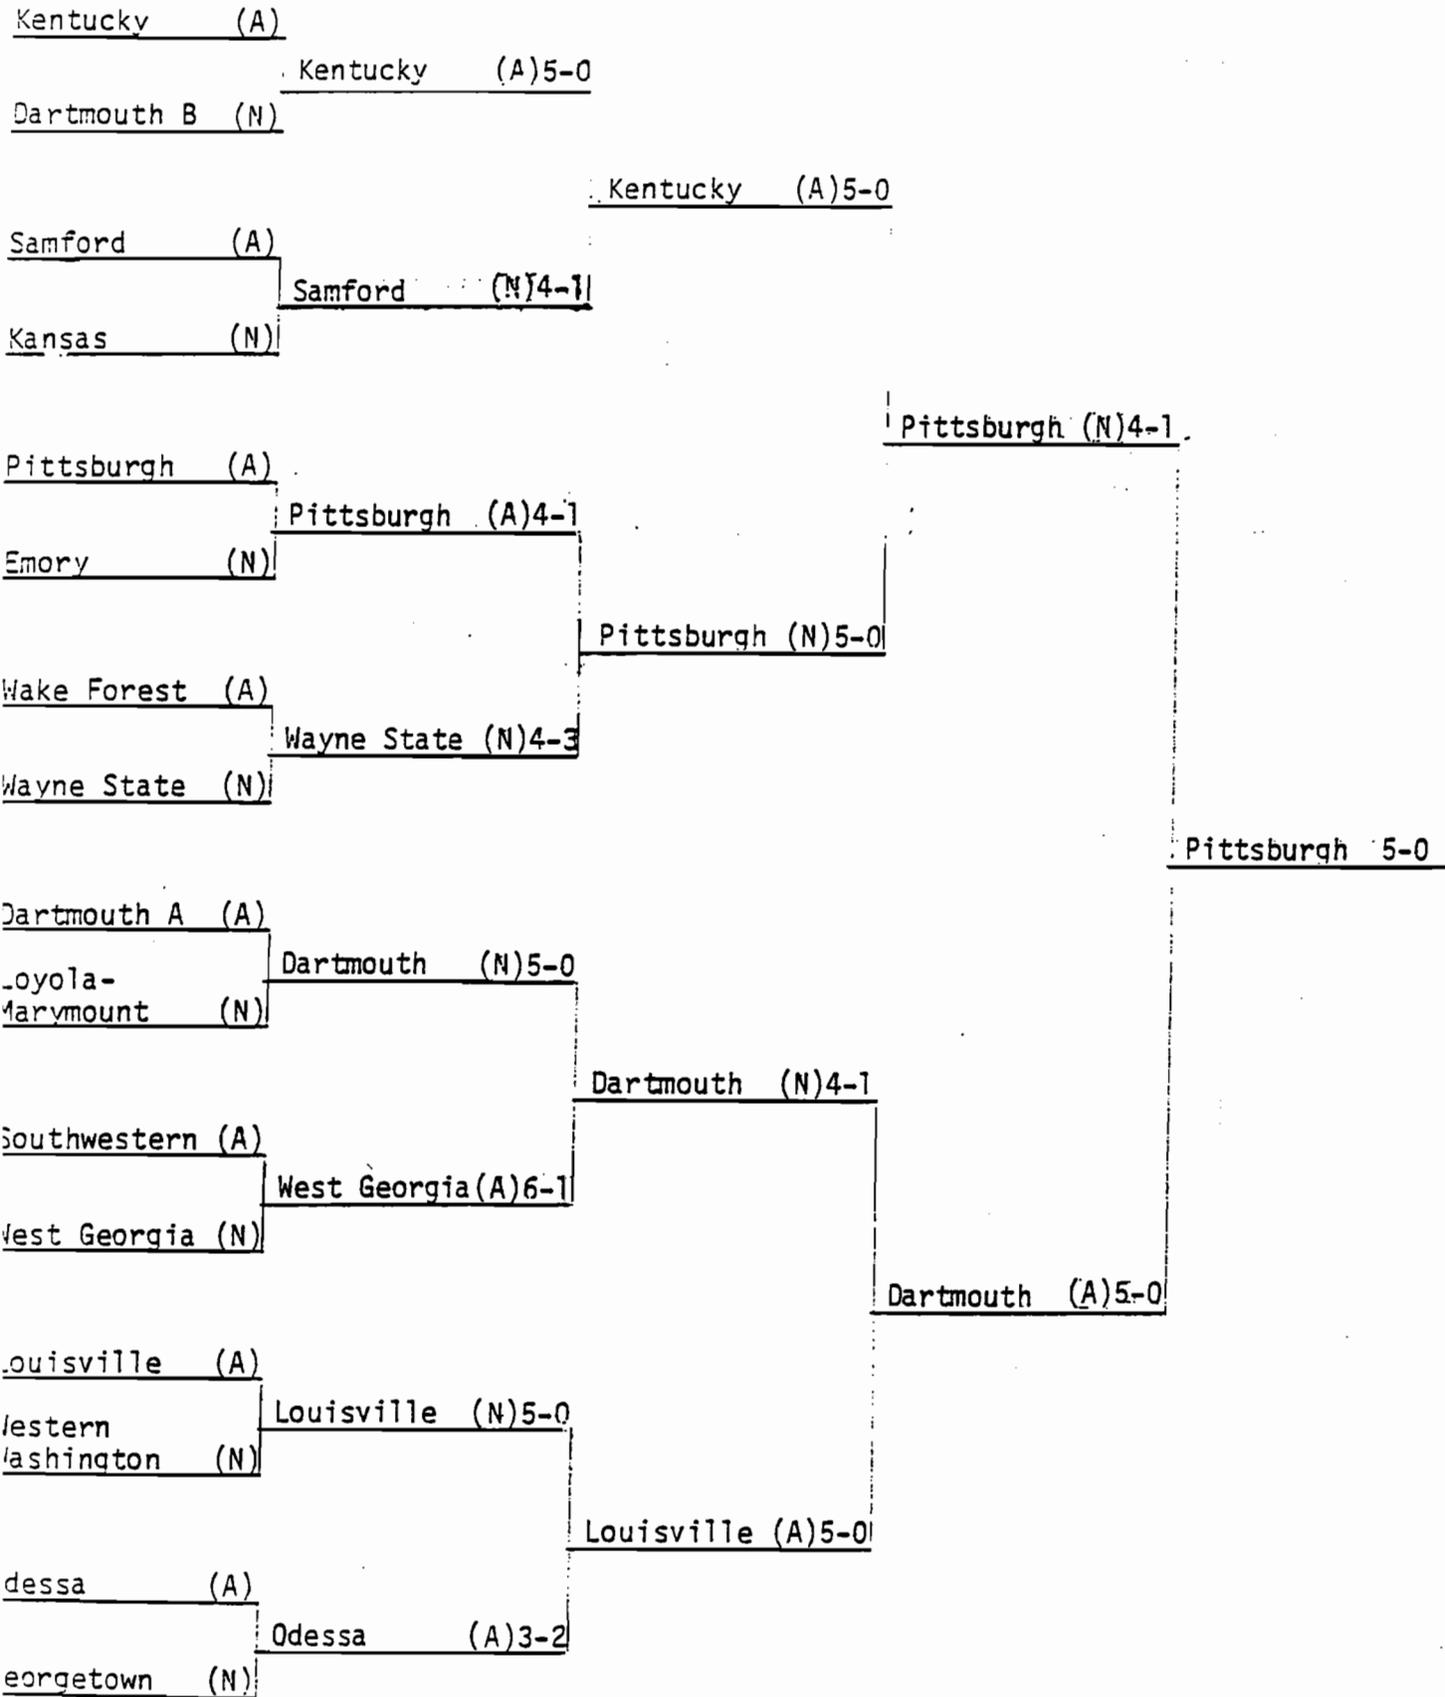 Kentucky (A)
Kentucky (A)5-0
Dartmouth B (N)
Kentucky (A)5-0
Samford (A)
Samford (N)4-1
Kansas (N)
Pittsburgh (N)4-1
Pittsburgh (A)
Pittsburgh (A)4-1
Emory (N)
Pittsburgh (N)5-0
Wake Forest (A)
Wayne State (N)4-3
Wayne State (N)
Pittsburgh 5-0
Dartmouth A (A)
Dartmouth (N)5-0
Loyola-
Marymount (N)
Dartmouth (N)4-1
Southwestern (A)
West Georgia (A)6-1
West Georgia (N)
Dartmouth (A)5-0
Louisville (A)
Louisville (N)5-0
Western
Washington (N)
Louisville (A)5-0
dessa (A)
Odessa (A)3-2
eorgetown (N)